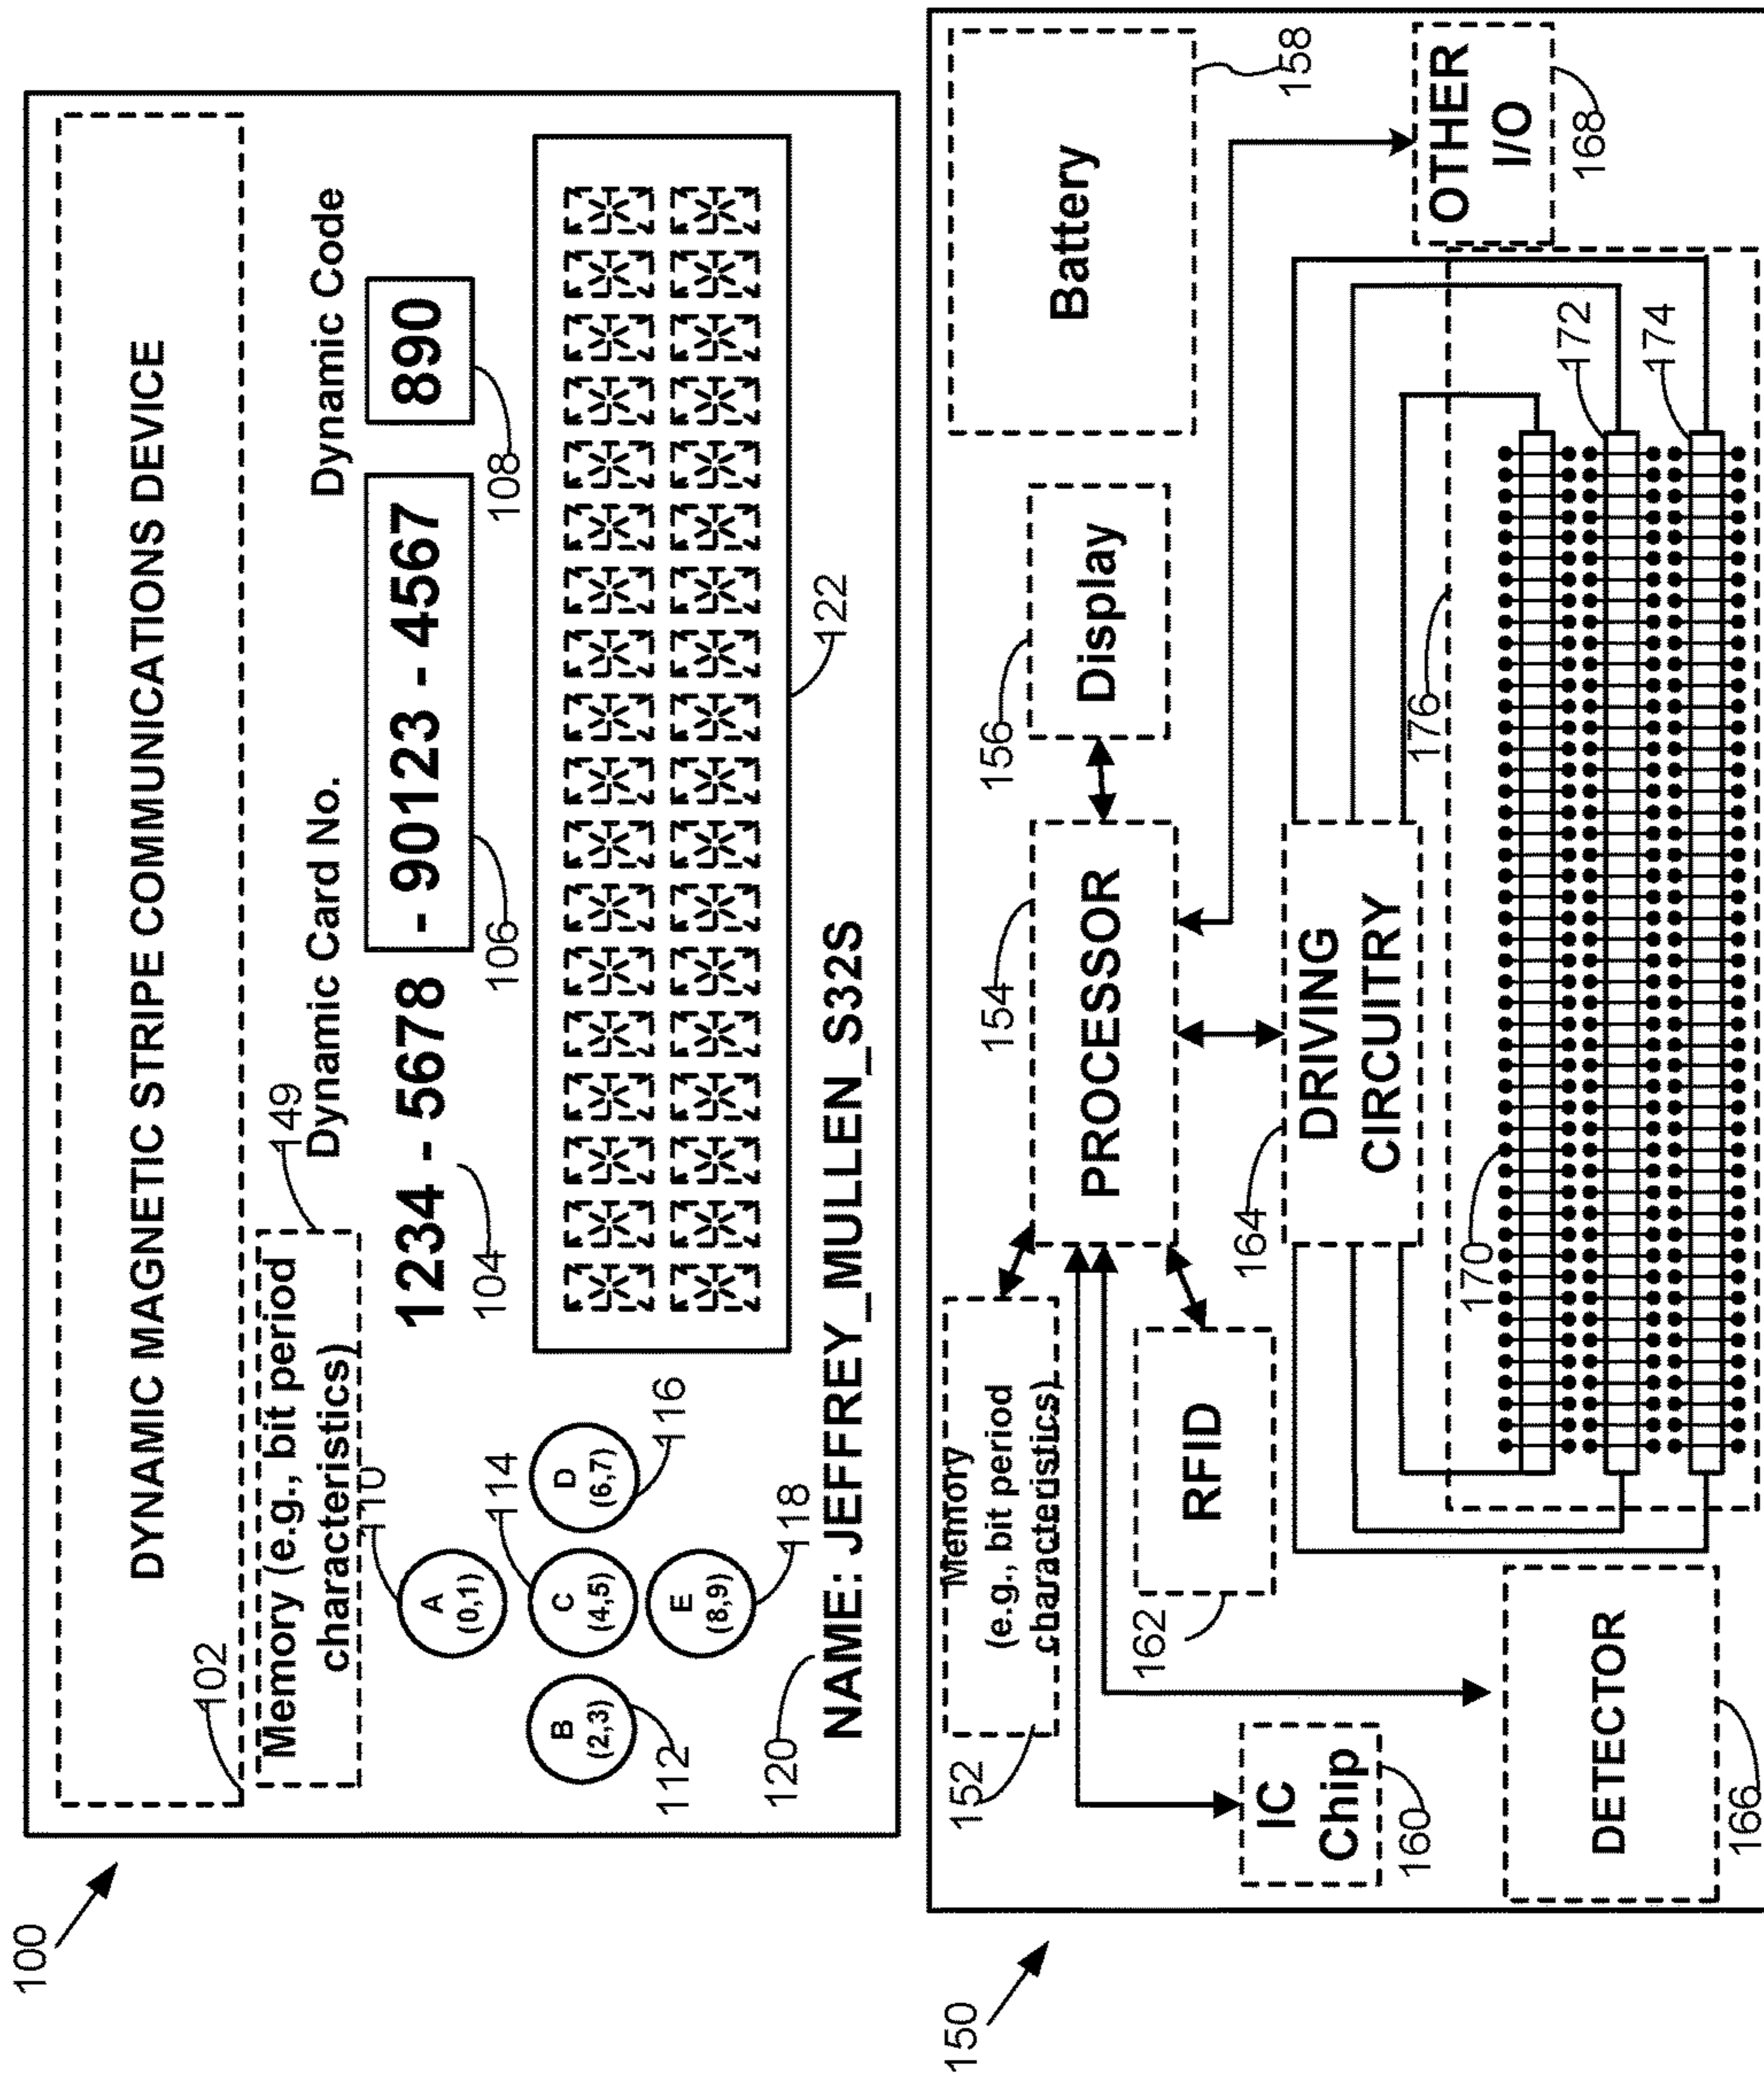 100
DYNAMIC MAGNETIC STRIPE COMMUNICATIONS DEVICE
102
Memory (e.g., bit period
characteristics)
149
Dynamic Card No.
Dynamic Code
1234 - 5678 - 90123 - 4567
890
104
106
108
110
A
(0,1)
B
(2,3)
112
C
(4,5)
114
D
(6,7)
116
E
(8,9)
118
122
120
NAME: JEFFREY_MULLEN_S32S
150
Memory
(e.g., bit period
characteristics)
152
154
PROCESSOR
156
Display
Battery
158
IC
Chip
160
RFID
162
164
DRIVING
CIRCUITRY
OTHER
I/O
168
DETECTOR
166
170
176
172
174